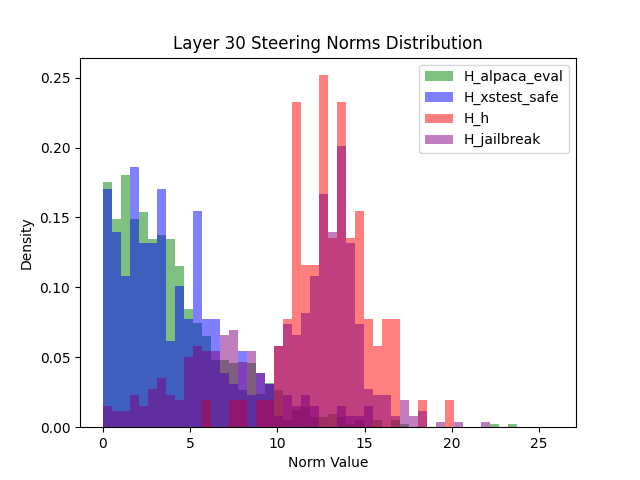 Layer 30 Steering Norms Distribution
H_alpaca_eval
H_xstest_safe
H_h
H_jailbreak
Density
0.25
0.20
0.15
0.10
0.05
0.00
0 5 10 15 20 25
Norm Value